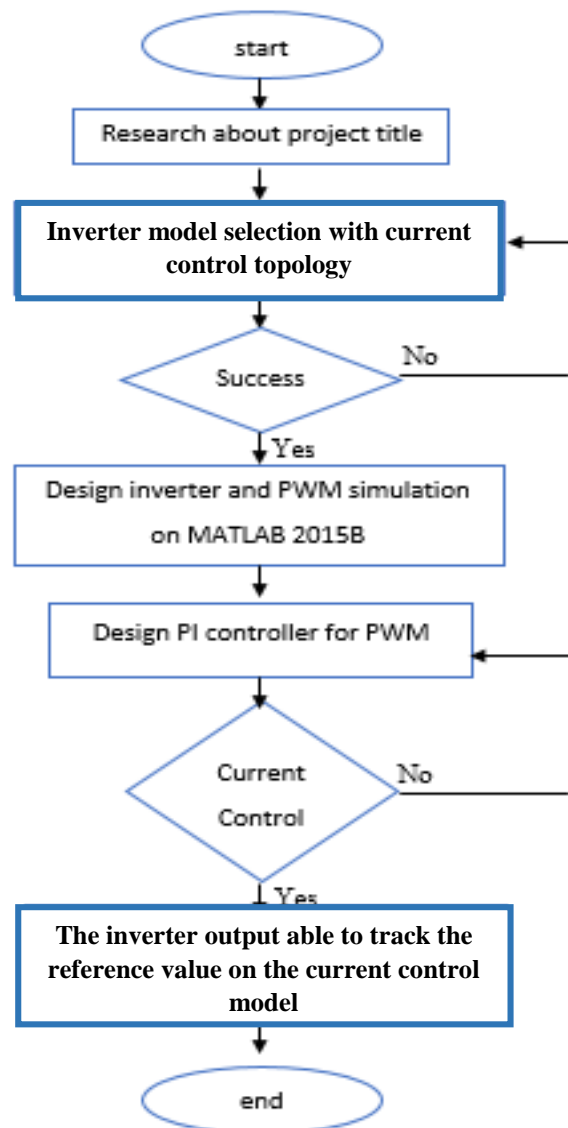 start
Research about project title
Inverter model selection with current
control topology
Success
No
Yes
Design inverter and PWM simulation
on MATLAB 2015B
Design PI controller for PWM
Current
Control
No
Yes
The inverter output able to track the
reference value on the current control
model
end